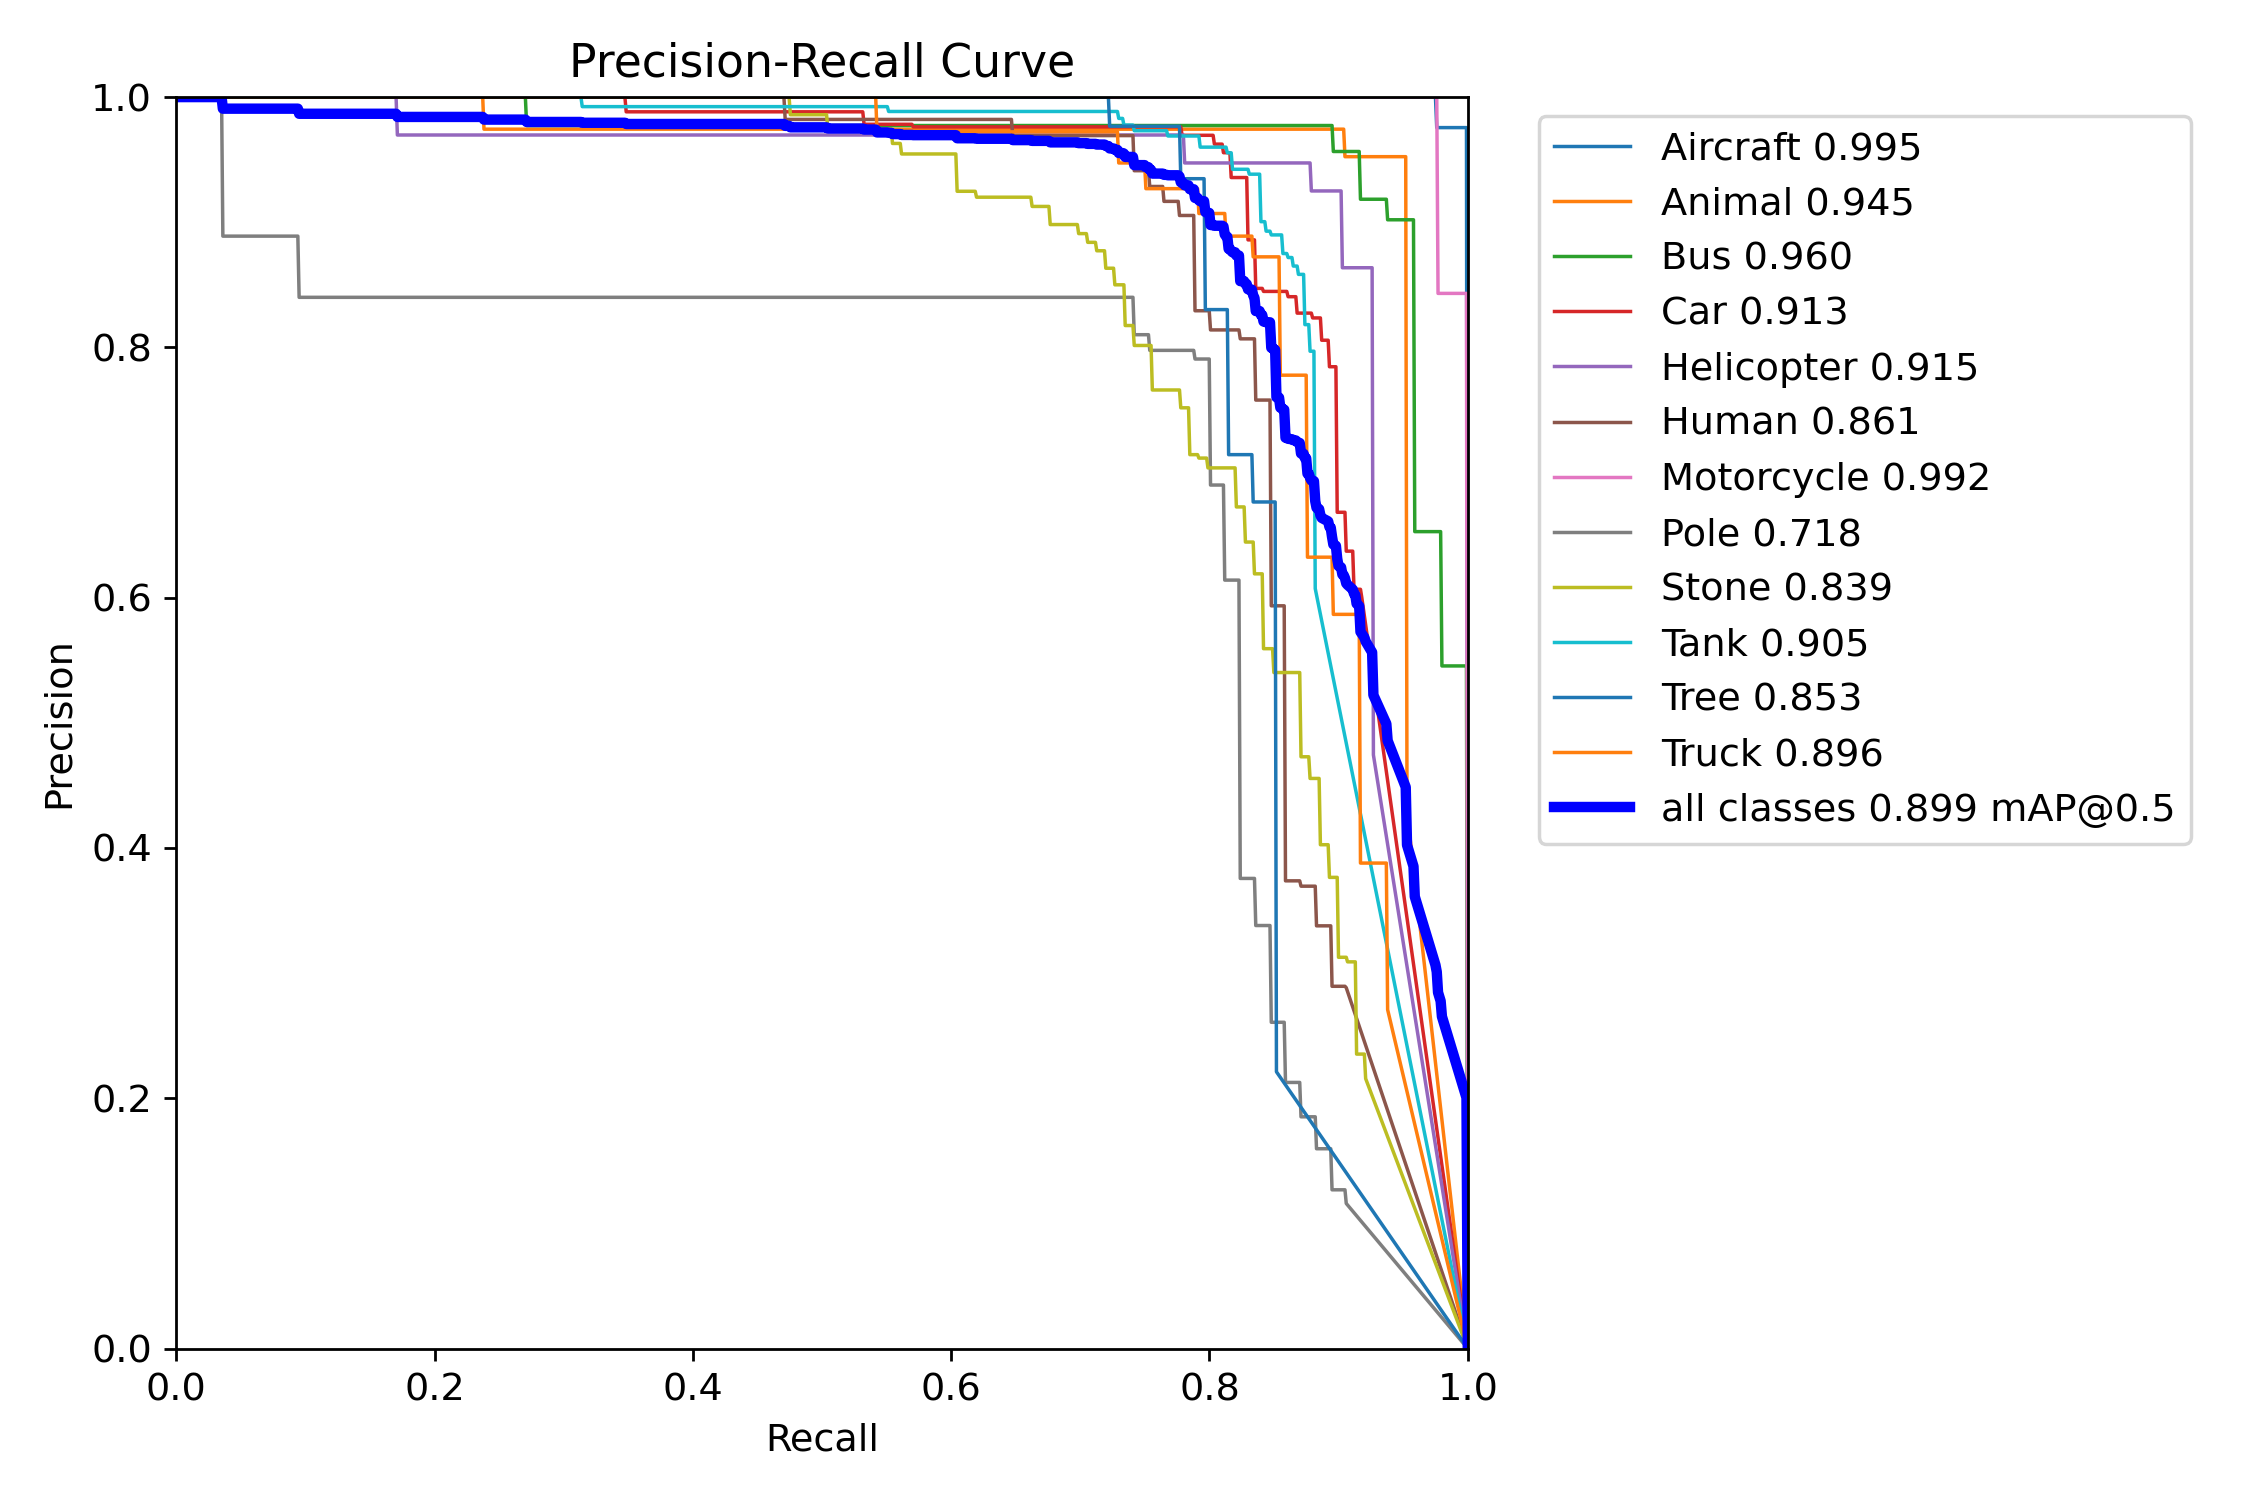 Precision-Recall Curve
1.0
0.8
0.6
0.4
0.2
0.0
Precision
0.0 0.2 0.4 0.6 0.8 1.0
Recall
Aircraft 0.995
Animal 0.945
Bus 0.960
Car 0.913
Helicopter 0.915
Human 0.861
Motorcycle 0.992
Pole 0.718
Stone 0.839
Tank 0.905
Tree 0.853
Truck 0.896
all classes 0.899 mAP@0.5